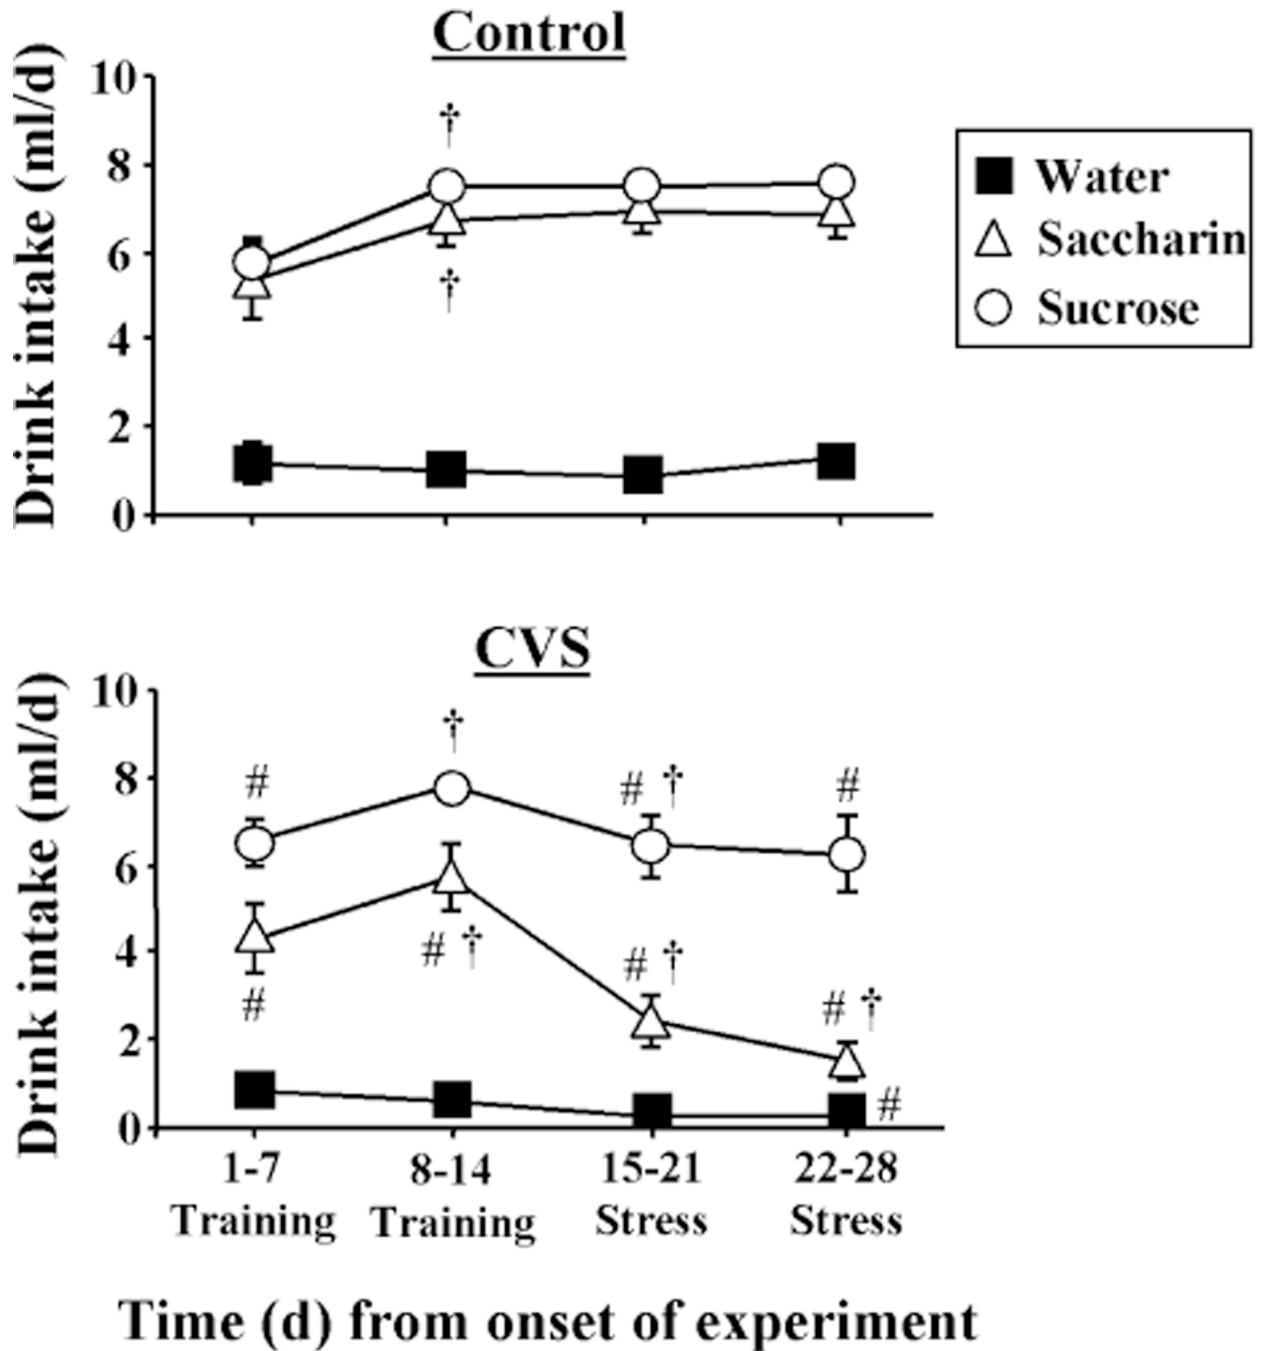 Control
Drink intake (ml/d)
10
8
6
4
2
0
†
†
Water
Saccharin
Sucrose
CVS
Drink intake (ml/d)
10
8
6
4
2
0
†
# †
#
#
# †
# †
# †
#
#
1-7 8-14 15-21 22-28
Training Training Stress Stress
Time (d) from onset of experiment